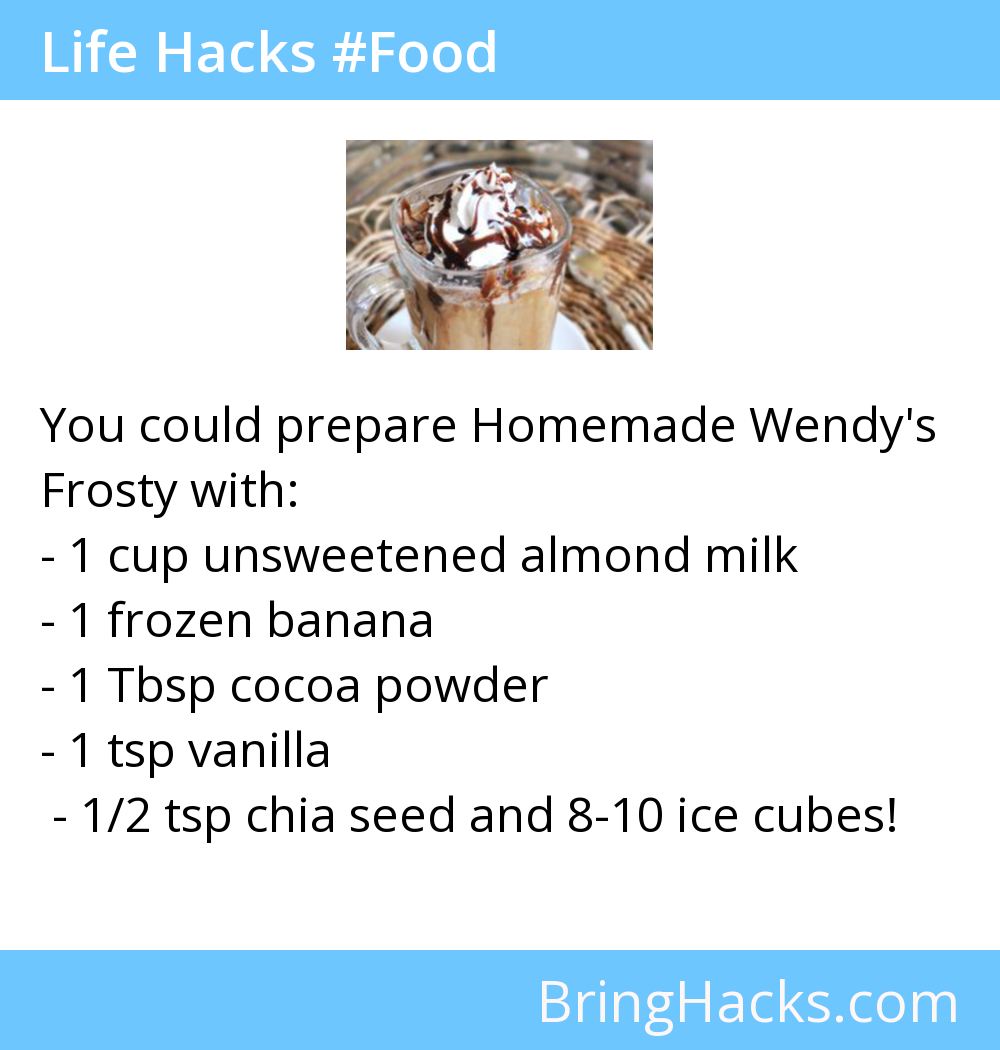 Life Hacks #Food
You could prepare Homemade Wendy's
Frosty with:
- 1 cup unsweetened almond milk
- 1 frozen banana
- 1 Tbsp cocoa powder
- 1 tsp vanilla
- 1/2 tsp chia seed and 8-10 ice cubes!
BringHacks.com